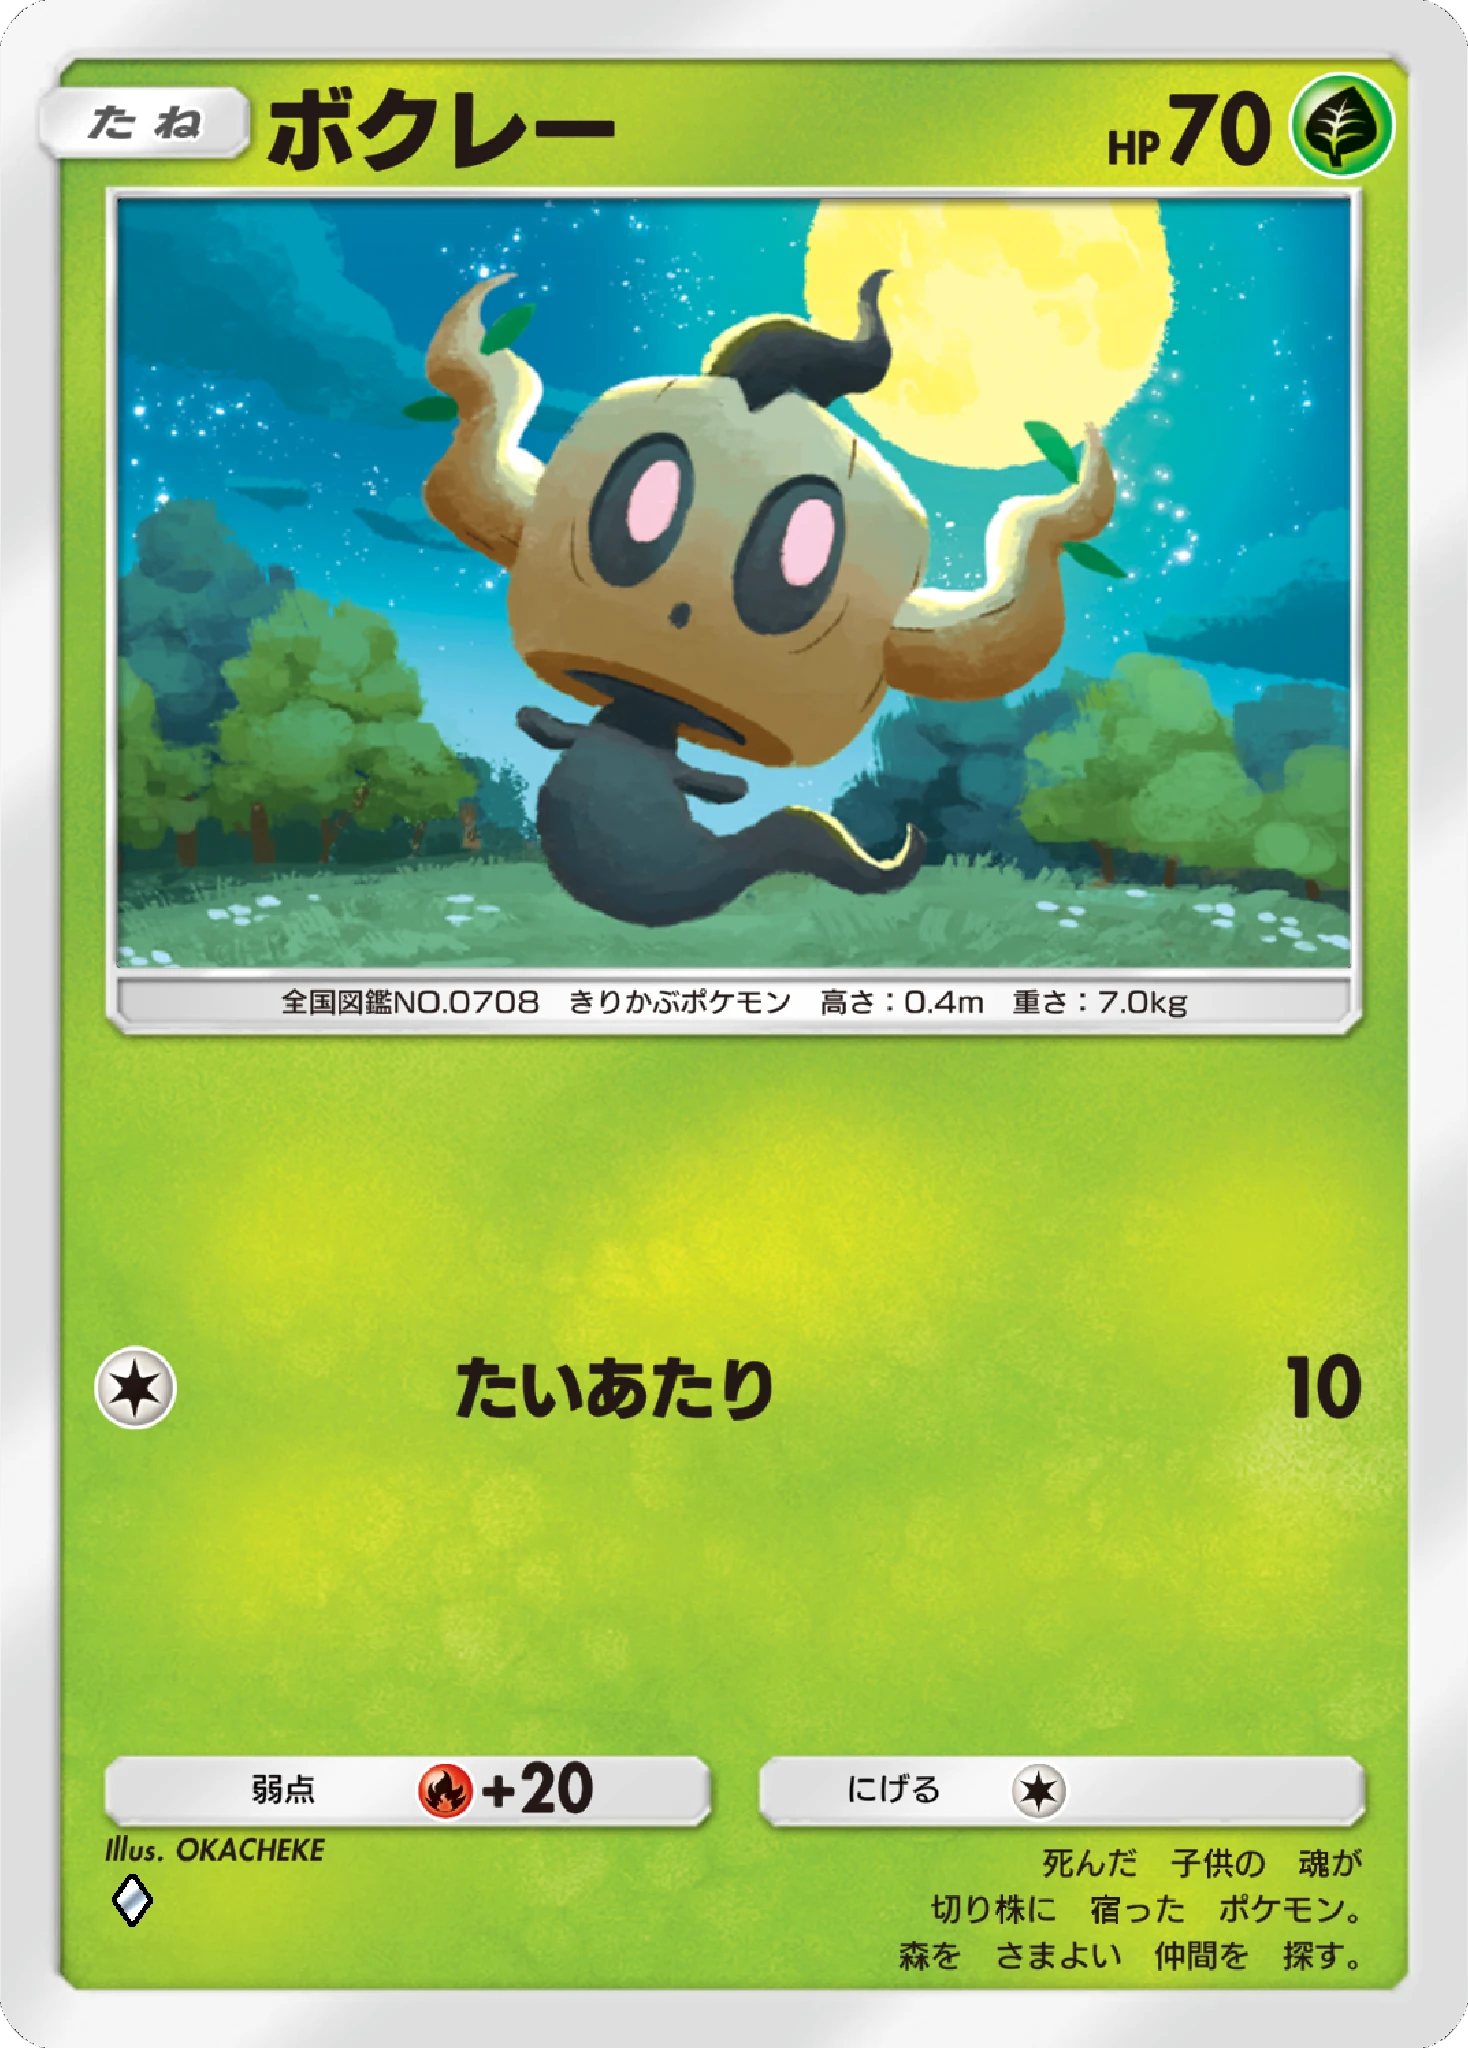 たね ボクレー HP70
全国図鑑NO.0708 きりかぶポケモン 高さ：0.4m 重さ：7.0kg
たいあたり 10
弱点 +20 にげる
Illus. OKACHEKE
死んだ 子供の 魂が
切り株に 宿った ポケモン。
森を さまよい 仲間を 探す。